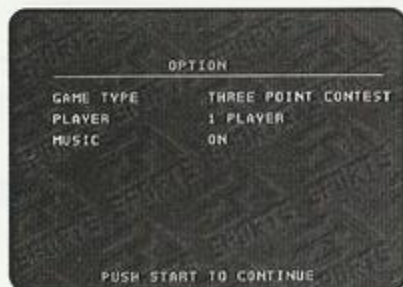 OPTION
GAME TYPE THREE POINT CONTEST
PLAYER 1 PLAYER
MUSIC ON
PUSH START TO CONTINUE